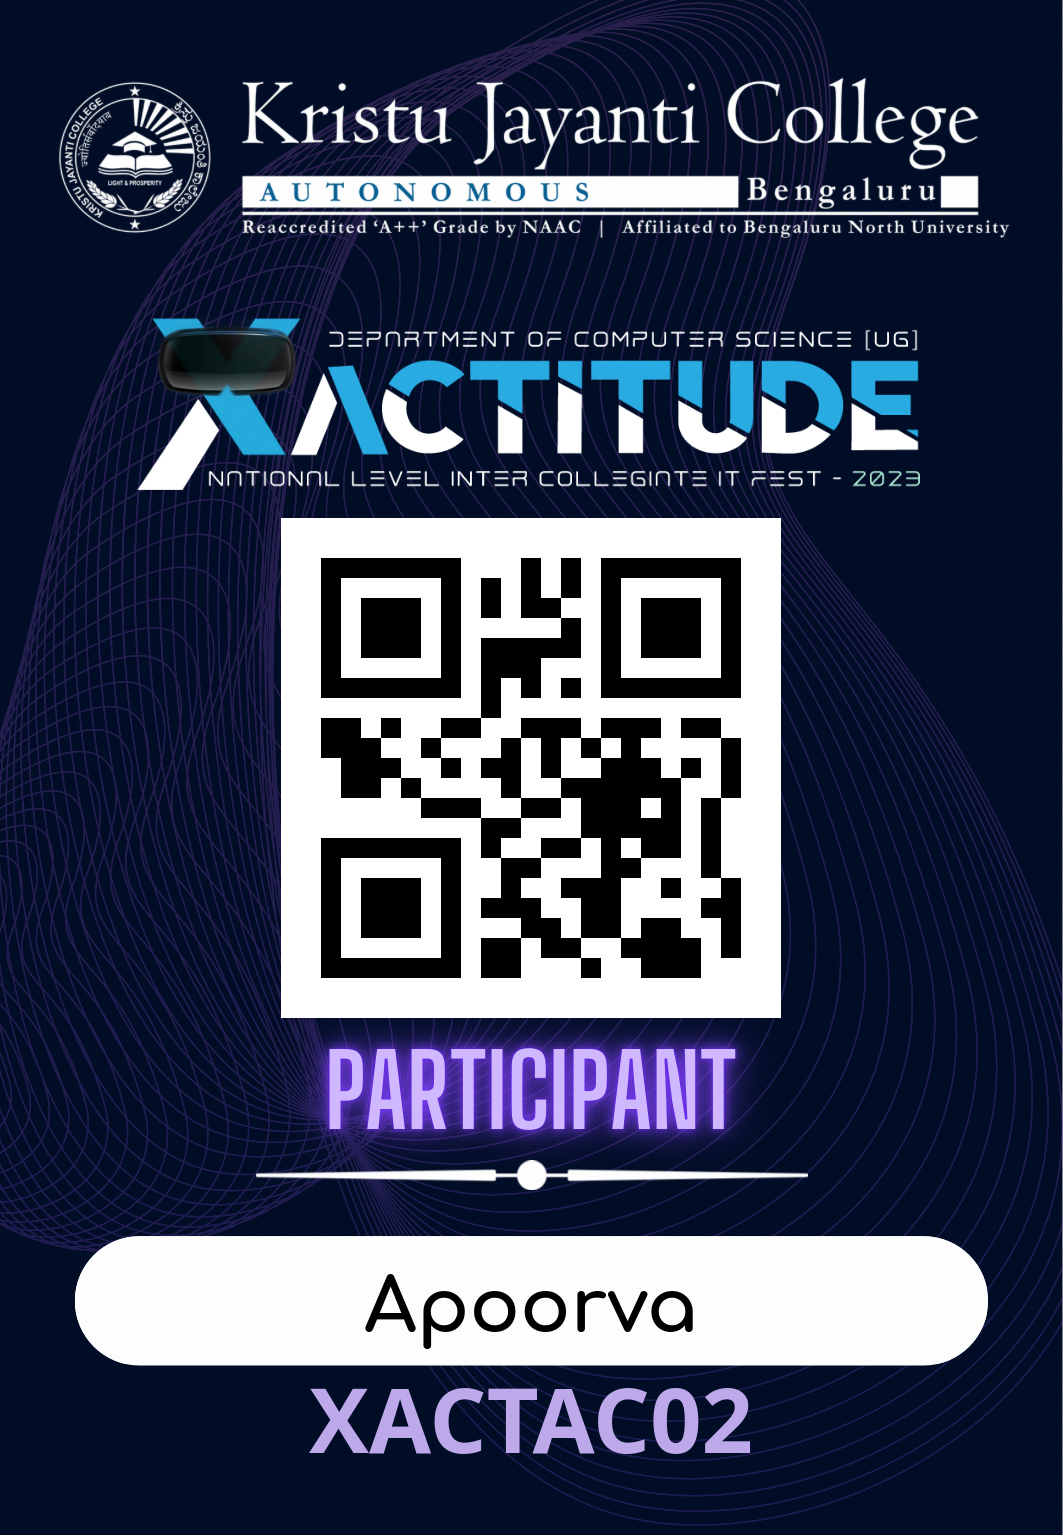 KRISTU JAYANTI COLLEGE
LIGHT & PROSPERITY
Kristu Jayanti College
AUTONOMOUS Bengaluru
Reaccredited ‘A++’ Grade by NAAC | Affiliated to Bengaluru North University
DEPARTMENT OF COMPUTER SCIENCE [UG]
XACTITUDE
NATIONAL LEVEL INTER COLLEGIATE IT FEST - 2023
PARTICIPANT
Apoorva
XACTAC02